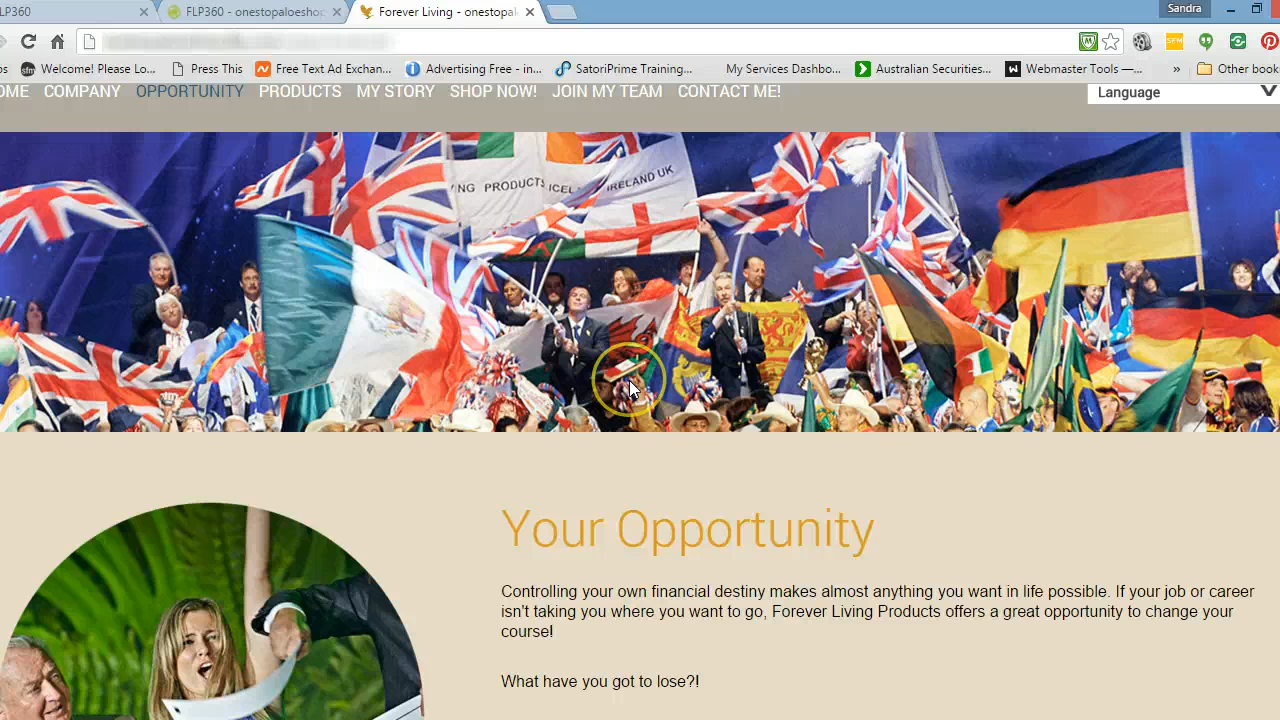 FLP360
FLP360 - onestopaloeshop
Forever Living - onestopal
Sandra
Welcome! Please Lo...
Press This
Free Text Ad Exchan...
Advertising Free - in...
SatoriPrime Training...
My Services Dashbo...
Australian Securities...
Webmaster Tools —...
»
Other book
OME
COMPANY
OPPORTUNITY
PRODUCTS
MY STORY
SHOP NOW!
JOIN MY TEAM
CONTACT ME!
Language
ING PRODUCTS ICEL IRELAND UK
Your Opportunity
Controlling your own financial destiny makes almost anything you want in life possible. If your job or career
isn't taking you where you want to go, Forever Living Products offers a great opportunity to change your
course!
What have you got to lose?!